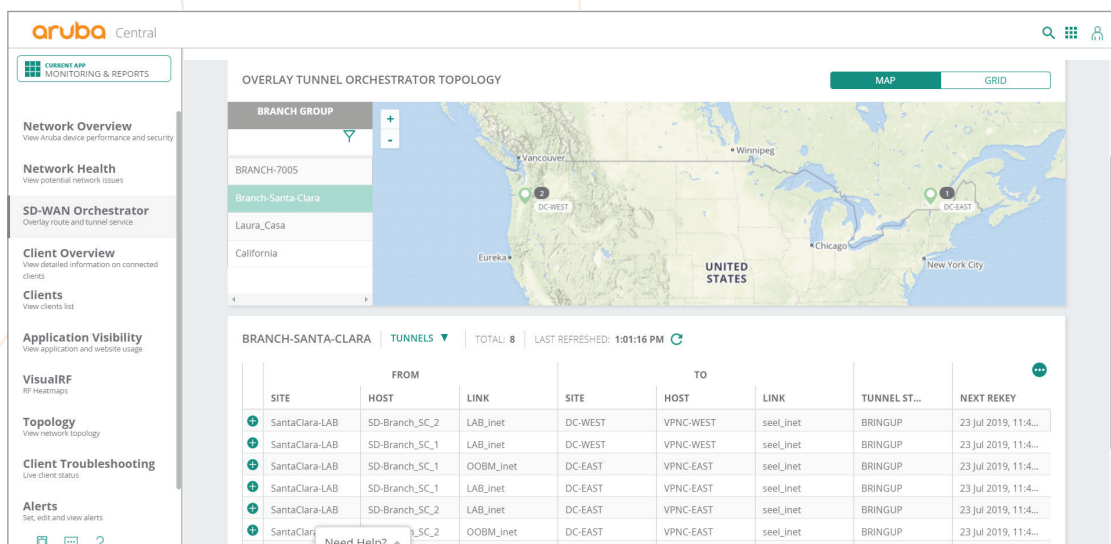 aruba Central
CURRENT APP
MONITORING & REPORTS
Network Overview
View Aruba device performance and security
Network Health
View potential network issues
SD-WAN Orchestrator
Overlay route and tunnel service
Client Overview
View detailed information on connected
clients
Clients
View clients list
Application Visibility
View application and website usage
VisualRF
RF Heatmaps
Topology
View network topology
Client Troubleshooting
Live client status
Alerts
Set, edit and view alerts
OVERLAY TUNNEL ORCHESTRATOR TOPOLOGY
MAP GRID
BRANCH GROUP
BRANCH-7005
Branch-Santa-Clara
Laura_Casa
California
+
-
Vancouver
Winnipeg
2
DC-WEST
1
DC-EAST
Eureka
Chicago
UNITED
STATES
New York City
BRANCH-SANTA-CLARA TUNNELS ▼ TOTAL: 8 LAST REFRESHED: 1:01:16 PM
FROM TO
SITE HOST LINK SITE HOST LINK TUNNEL ST... NEXT REKEY
SantaClara-LAB SD-Branch_SC_2 LAB_inet DC-WEST VPNC-WEST seel_inet BRINGUP 23 Jul 2019, 11:4...
SantaClara-LAB SD-Branch_SC_1 LAB_inet DC-WEST VPNC-WEST seel_inet BRINGUP 23 Jul 2019, 11:4...
SantaClara-LAB SD-Branch_SC_1 OOBM_inet DC-EAST VPNC-EAST seel_inet BRINGUP 23 Jul 2019, 11:4...
SantaClara-LAB SD-Branch_SC_1 LAB_inet DC-EAST VPNC-EAST seel_inet BRINGUP 23 Jul 2019, 11:4...
SantaClara-LAB SD-Branch_SC_2 LAB_inet DC-EAST VPNC-EAST seel_inet BRINGUP 23 Jul 2019, 11:4...
SantaClar h_SC_2 OOBM_inet DC-EAST VPNC-EAST seel_inet BRINGUP 23 Jul 2019, 11:4...
Need Help?